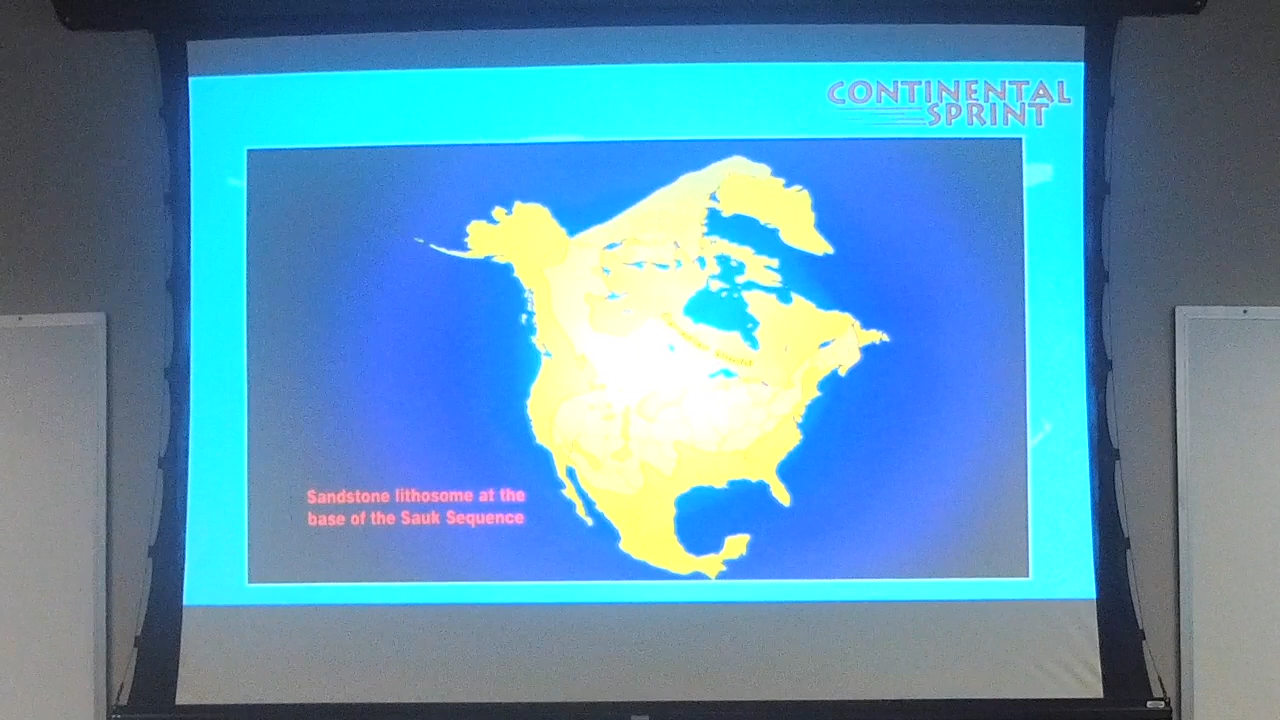 CONTINENTAL
SPRINT
Sandstone lithosome at the
base of the Sauk Sequence